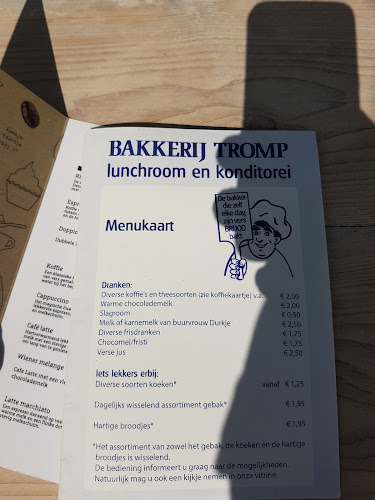 BAKKERIJ TROMP
lunchroom en konditorei
Menukaart
De bakker
die zelf
elke dag
zijn vers
BROOD
bakt
Dranken:
Diverse koffie's en theesoorten (zie koffiekaartje) v.a. € 2,00
Warme chocolademelk € 2,00
Slagroom € 0,50
Melk of karnemelk van buurvrouw Durkje € 2,50
Diverse frisdranken € 1,75
Chocomel/fristi € 1,75
Verse jus € 2,50
Iets lekkers erbij:
Diverse soorten koeken* vanaf € 1,25
Dagelijks wisselend assortiment gebak* € 1,95
Hartige broodjes* € 1,95
*Het assortiment van zowel het gebak, de koeken en de hartige
broodjes is wisselend.
De bediening informeert u graag naar de mogelijkheden.
Natuurlijk mag u ook een kijkje nemen in onze vitrine.
Doppio
Dubbele
Koffie
Cappuccino
Café latte
Wiener melange
Café Latte met een
chocolademelk
Latte macchiato